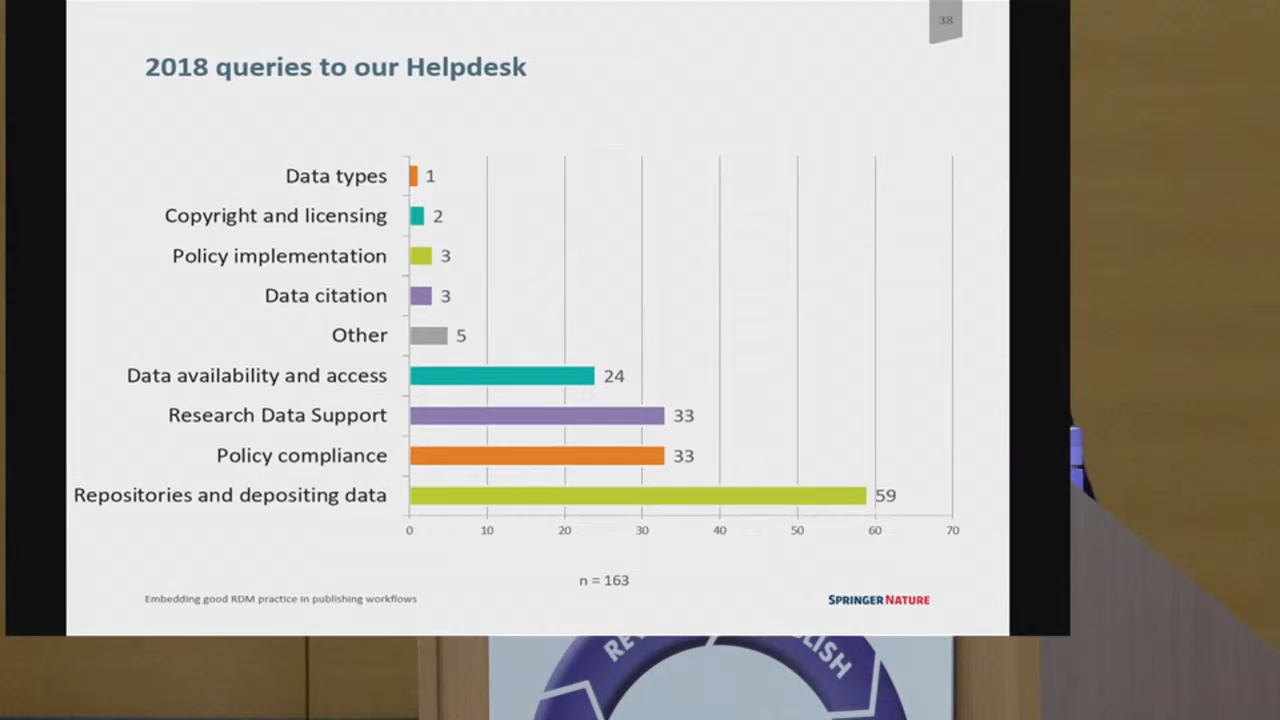 38
2018 queries to our Helpdesk
Data types 1
Copyright and licensing 2
Policy implementation 3
Data citation 3
Other 5
Data availability and access 24
Research Data Support 33
Policy compliance 33
Repositories and depositing data 59
0 10 20 30 40 50 60 70
n = 163
Embedding good RDM practice in publishing workflows
SPRINGER NATURE